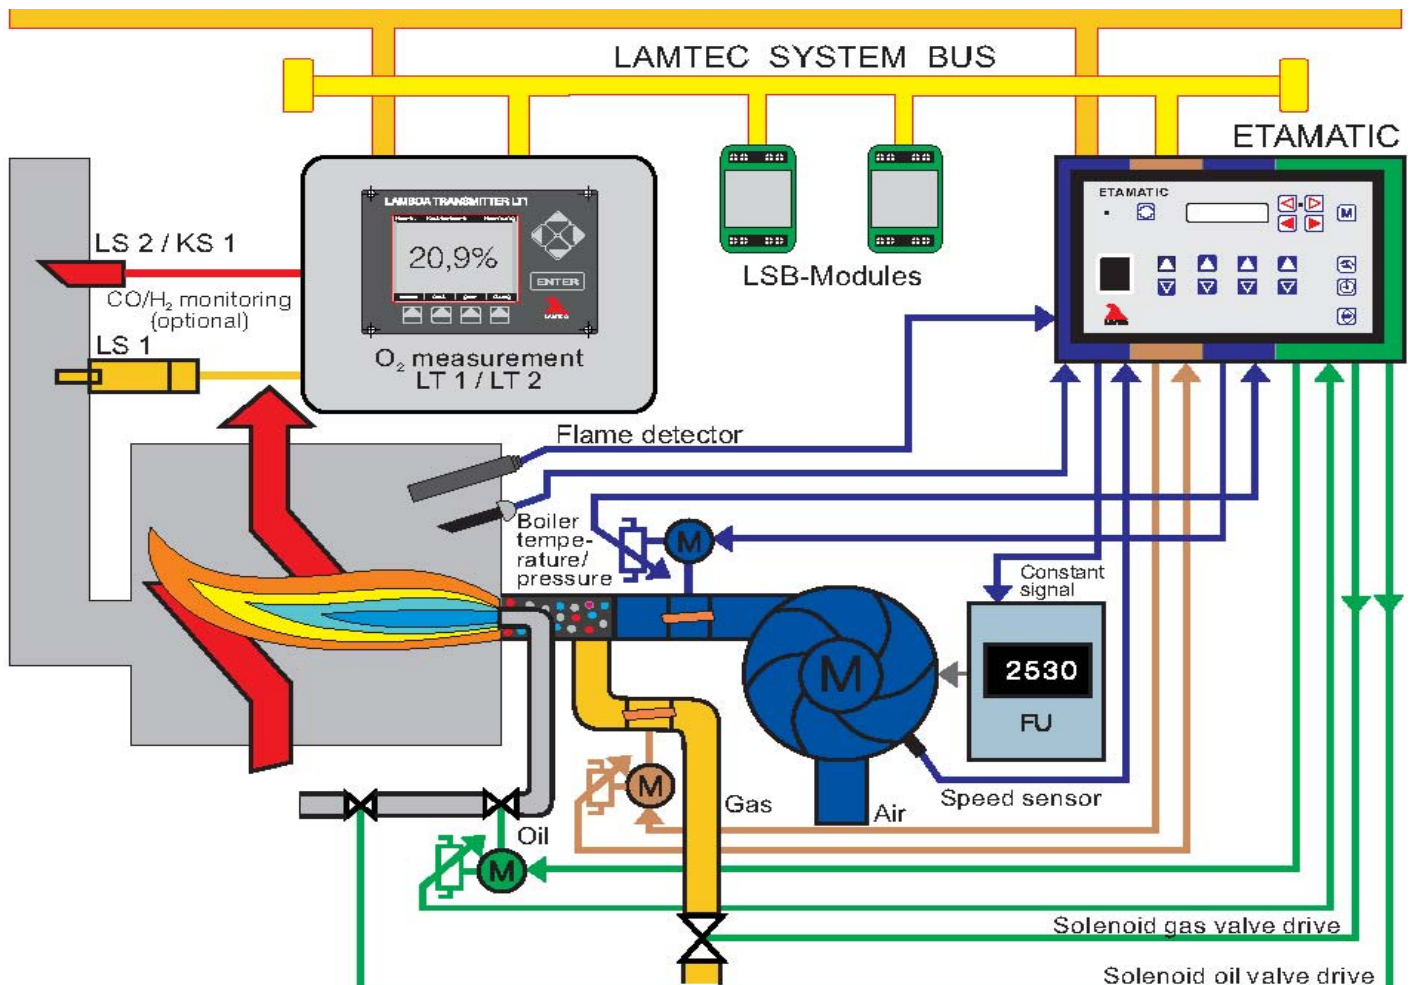 LAMTEC SYSTEM BUS
ETAMATIC
LAMBDA TRANSMITTER LT1
20,9%
ENTER
ETAMATIC
M
LS 2 / KS 1
CO/H₂ monitoring
(optional)
LSB-Modules
LS 1
O₂ measurement
LT 1 / LT 2
Flame detector
Boiler
tempe-
rature/
pressure
M
Constant
signal
M
2530
FU
M
Gas
Air
Speed sensor
Oil
M
Solenoid gas valve drive
Solenoid oil valve drive